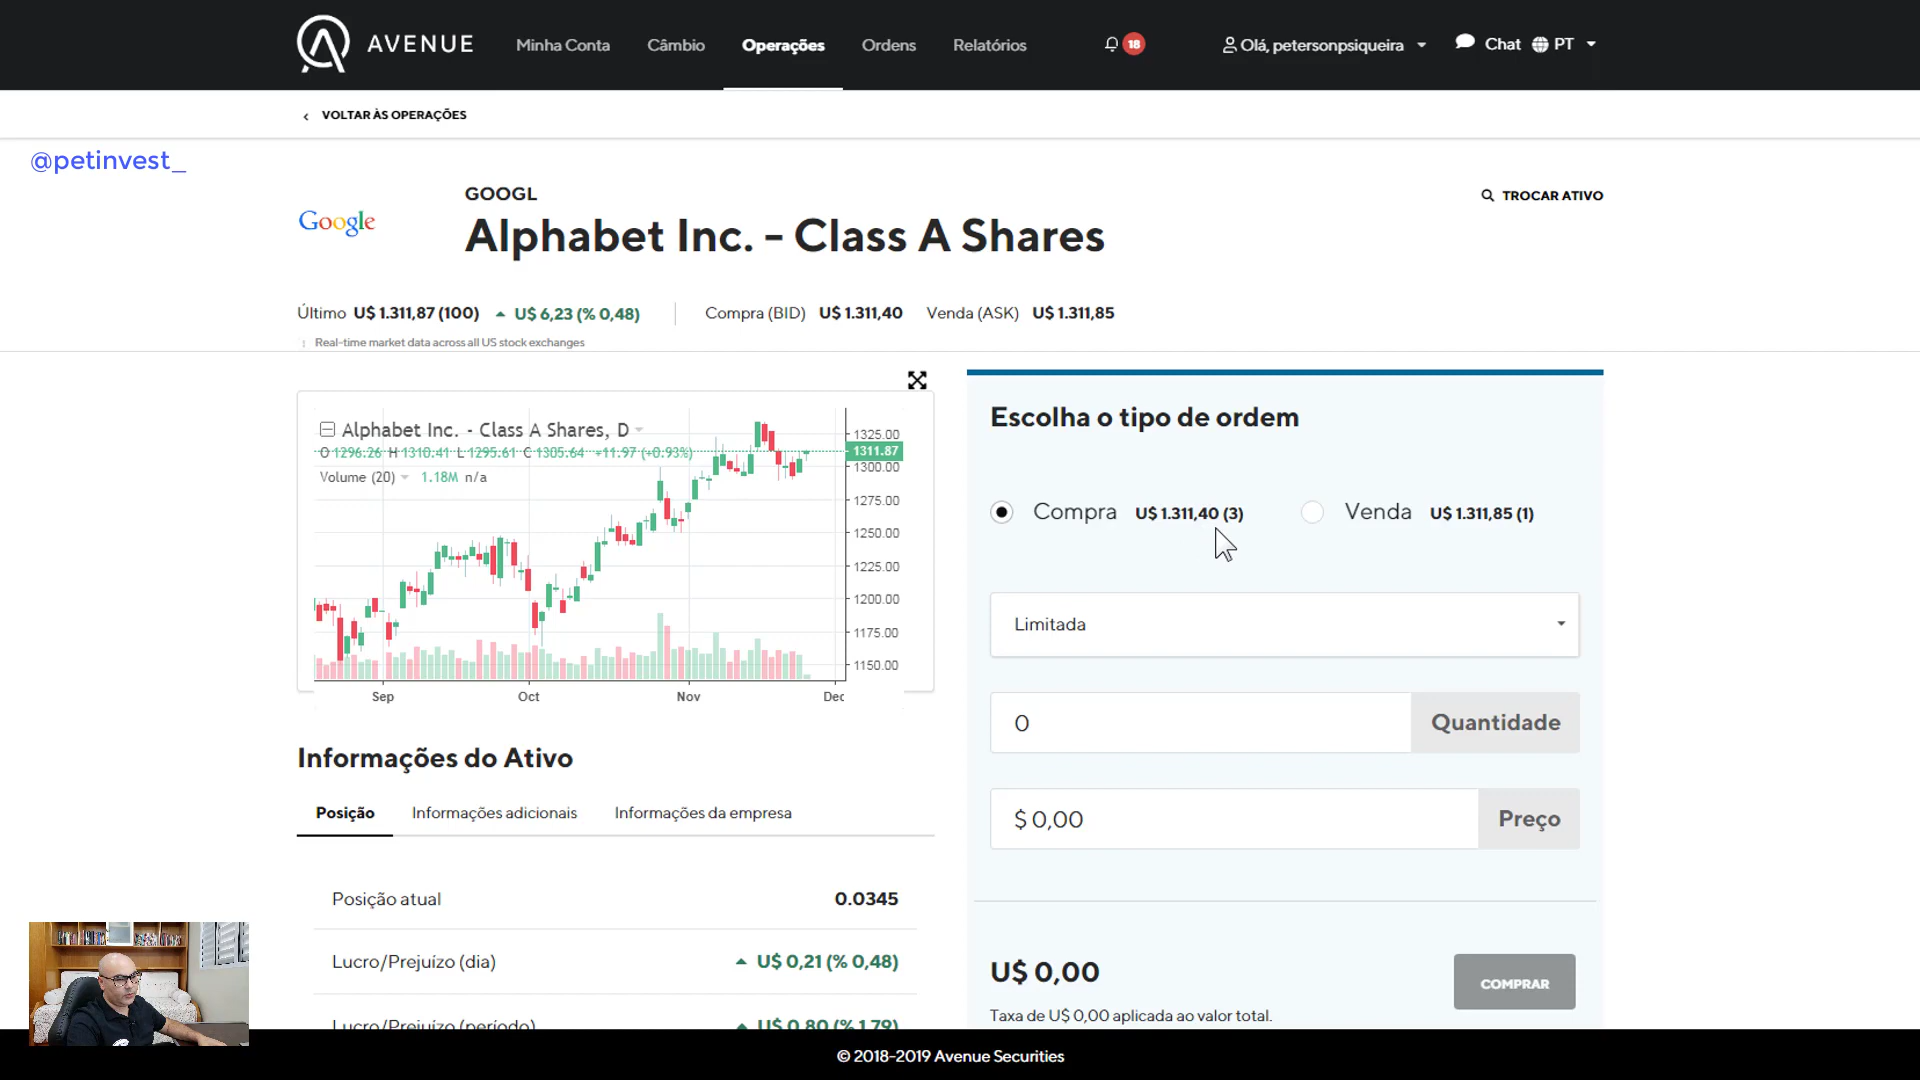 AVENUE
Minha Conta
Câmbio
Operações
Ordens
Relatórios
18
Olá, petersonpsiqueira
Chat
PT
VOLTAR ÀS OPERAÇÕES
@petinvest_
Google
GOOGL
Alphabet Inc. - Class A Shares
TROCAR ATIVO
Último U$ 1.311,87 (100) U$ 6,23 (% 0,48) Compra (BID) U$ 1.311,40 Venda (ASK) U$ 1.311,85
Real-time market data across all US stock exchanges
Alphabet Inc. - Class A Shares, D
O 1296.26 H 1310.41 L 1295.61 C 1305.64 +11.97 (+0.93%)
Volume (20) 1.18M n/a
1325.00
1311.87
1300.00
1275.00
1250.00
1225.00
1200.00
1175.00
1150.00
Sep Oct Nov Dec
Escolha o tipo de ordem
Compra U$ 1.311,40 (3) Venda U$ 1.311,85 (1)
Limitada
0 Quantidade
$ 0,00 Preço
U$ 0,00
COMPRAR
Taxa de U$ 0,00 aplicada ao valor total.
Informações do Ativo
Posição Informações adicionais Informações da empresa
Posição atual 0.0345
Lucro/Prejuízo (dia) U$ 0,21 (% 0,48)
Lucro/Prejuízo (período) U$ 0,80 (% 1,79)
© 2018-2019 Avenue Securities